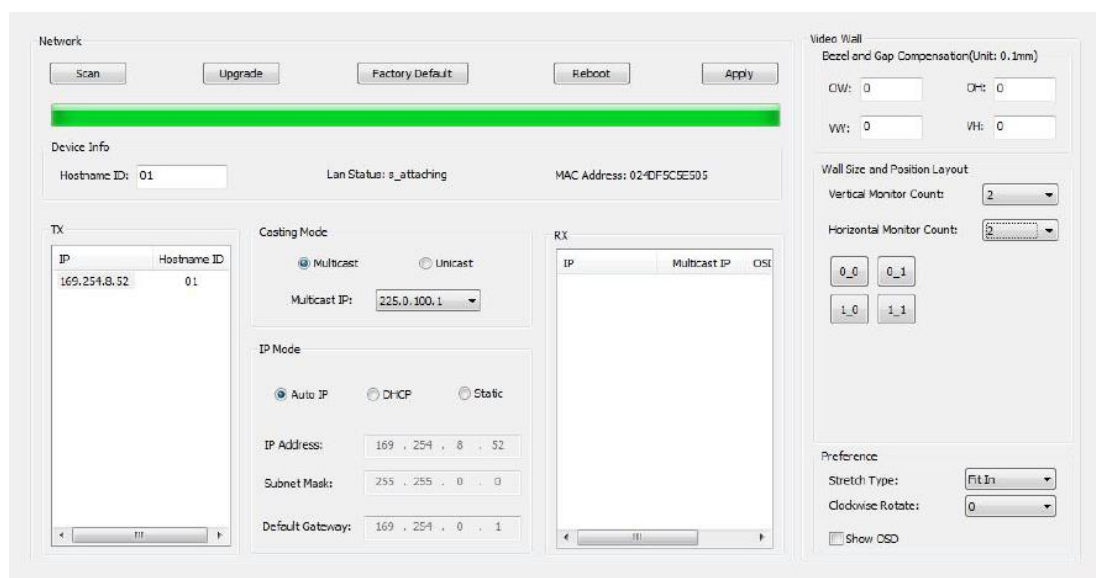 Network
Scan
Upgrade
Factory Default
Reboot
Apply
Device Info
Hostname ID: 01
Lan Status: s_attaching
MAC Address: 024DF5C5E505
TX
IP Hostname ID
169.254.8.52 01
Casting Mode
Multicast
Unicast
Multicast IP: 225.0.100.1
IP Mode
Auto IP
DHCP
Static
IP Address: 169 . 254 . 8 . 52
Subnet Mask: 255 . 255 . 0 . 0
Default Gateway: 169 . 254 . 0 . 1
RX
IP Multicast IP OSD
Video Wall
Bezel and Gap Compensation(Unit: 0.1mm)
OW: 0 OH: 0
VW: 0 VH: 0
Wall Size and Position Layout
Vertical Monitor Count: 2
Horizontal Monitor Count: 2
0_0 0_1
1_0 1_1
Preference
Stretch Type: Fit In
Clockwise Rotate: 0
Show OSD